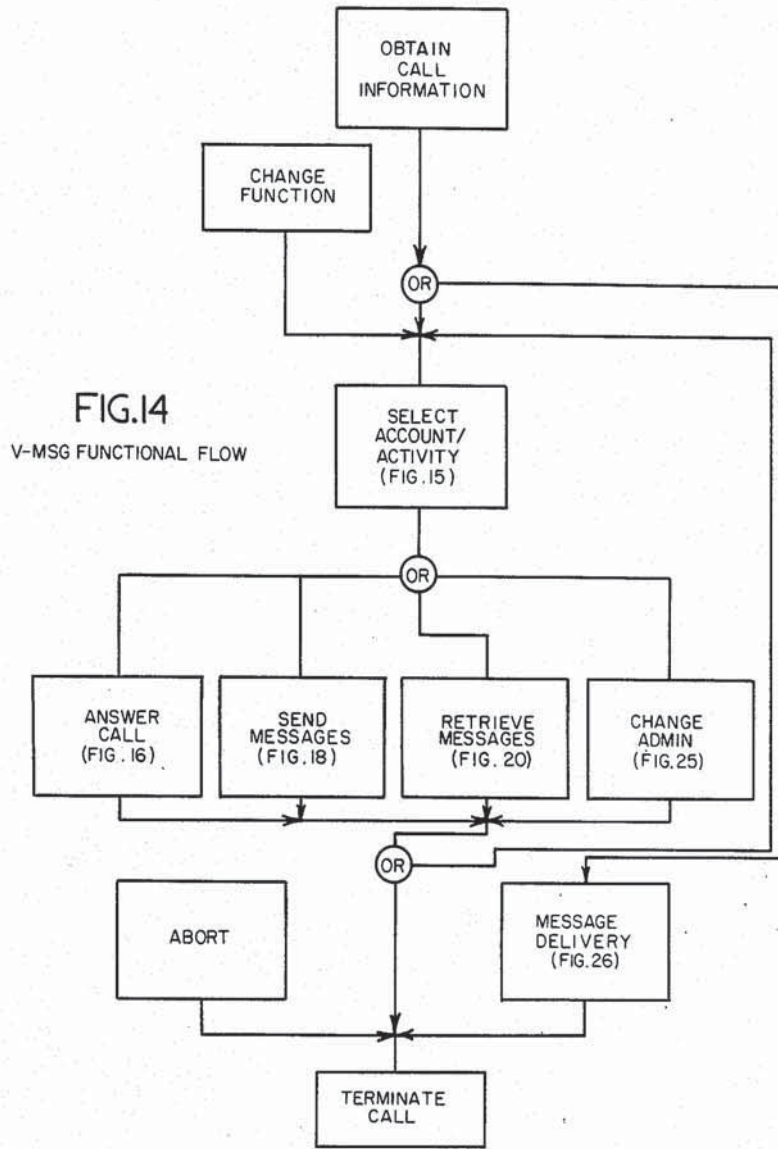 OBTAIN
CALL
INFORMATION
CHANGE
FUNCTION
OR
FIG.14
V-MSG FUNCTIONAL FLOW
SELECT
ACCOUNT/
ACTIVITY
(FIG.15)
OR
ANSWER
CALL
(FIG.16)
SEND
MESSAGES
(FIG.18)
RETRIEVE
MESSAGES
(FIG.20)
CHANGE
ADMIN
(FIG.25)
OR
ABORT
MESSAGE
DELIVERY
(FIG.26)
TERMINATE
CALL